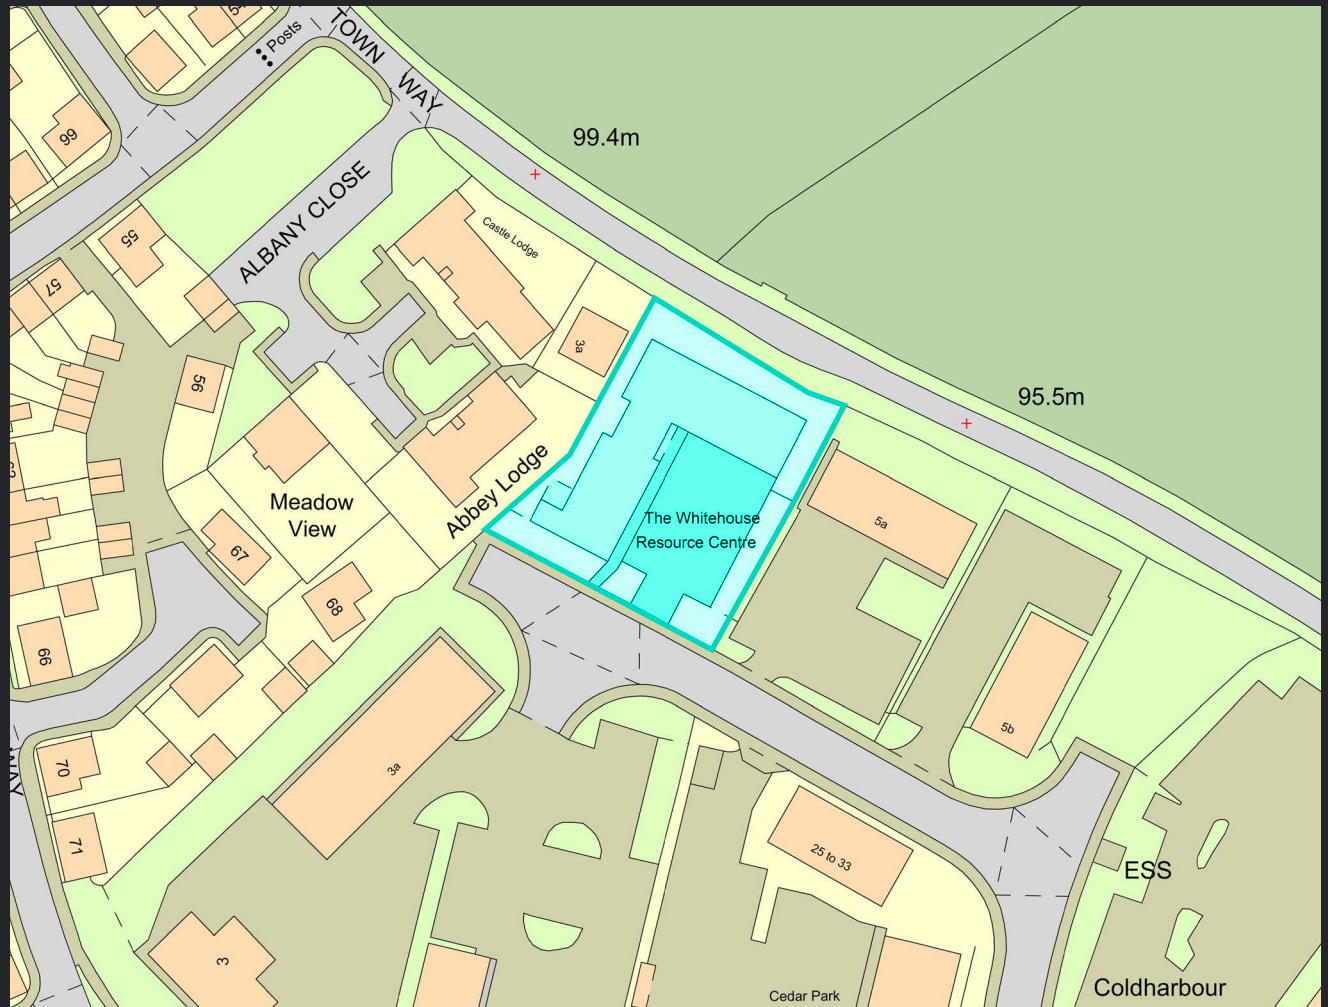 54
Posts
TOWN
WAY
99.4m
99
ALBANY CLOSE
Castle Lodge
55
57
3a
95.5m
56
Abbey Lodge
Meadow
View
The Whitehouse
Resource Centre
5a
67
68
66
5b
3a
70
WAY
71
25 to 33
ESS
3
Cedar Park
Coldharbour